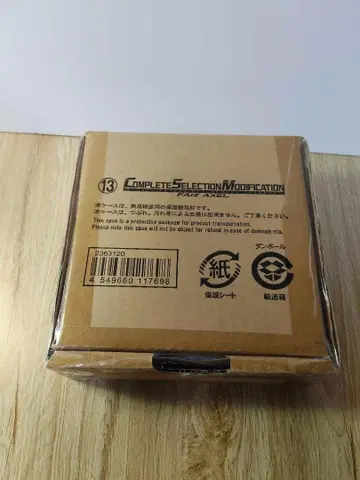 ⑬ COMPLETE SELECTION MODIFICATION
FAIZ AXEL
本ケースは、商品輸送用の保護梱包材です。
本ケースは、つぶれ、汚れ等による交換は出来ません。ご了承ください。
This case is a protective package for product transportation.
Please note this case will not be object for refund in case of damage etc.
2363120
4 549660 117698
紙
保護シート
ダンボール
輸送箱